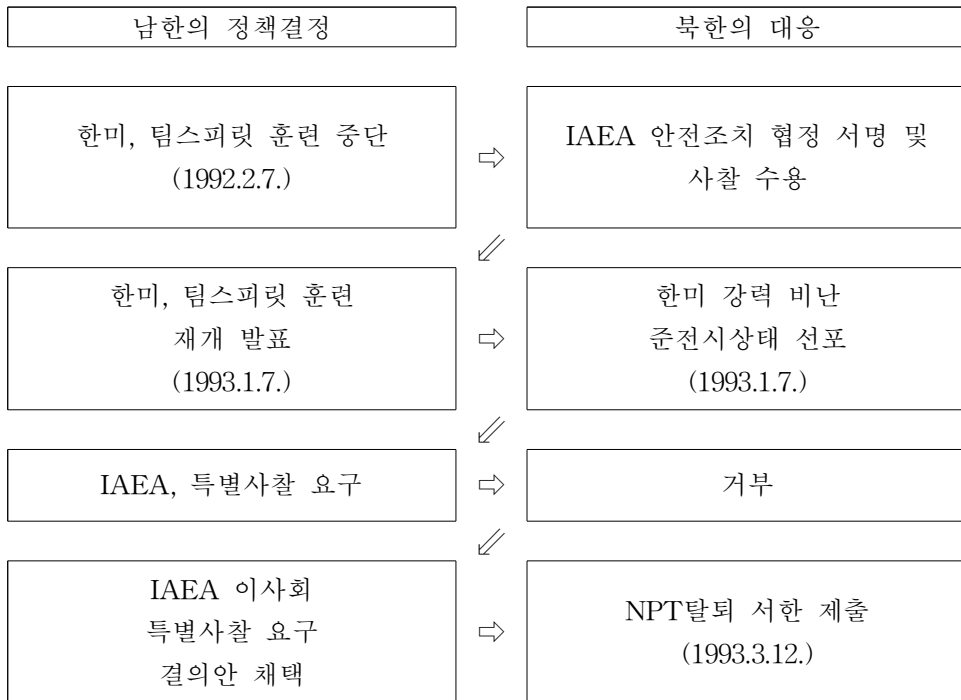 남한의 정책결정
북한의 대응
한미, 팀스피릿 훈련 중단
(1992.2.7.)
⇨
IAEA 안전조치 협정 서명 및
사찰 수용
한미, 팀스피릿 훈련
재개 발표
(1993.1.7.)
⇨
한미 강력 비난
준전시상태 선포
(1993.1.7.)
IAEA, 특별사찰 요구
⇨
거부
IAEA 이사회
특별사찰 요구
결의안 채택
⇨
NPT탈퇴 서한 제출
(1993.3.12.)